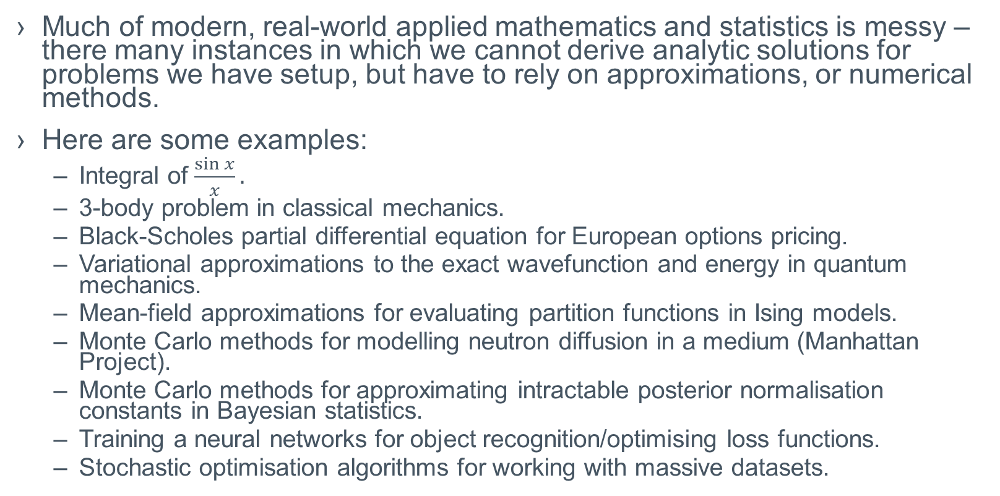 › Much of modern, real-world applied mathematics and statistics is messy –
there many instances in which we cannot derive analytic solutions for
problems we have setup, but have to rely on approximations, or numerical
methods.
› Here are some examples:
– Integral of sin x / x .
– 3-body problem in classical mechanics.
– Black-Scholes partial differential equation for European options pricing.
– Variational approximations to the exact wavefunction and energy in quantum
mechanics.
– Mean-field approximations for evaluating partition functions in Ising models.
– Monte Carlo methods for modelling neutron diffusion in a medium (Manhattan
Project).
– Monte Carlo methods for approximating intractable posterior normalisation
constants in Bayesian statistics.
– Training a neural networks for object recognition/optimising loss functions.
– Stochastic optimisation algorithms for working with massive datasets.